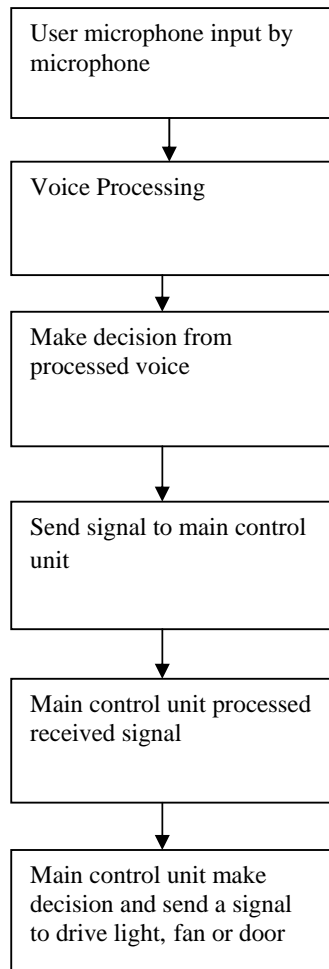 User microphone input by
microphone
Voice Processing
Make decision from
processed voice
Send signal to main control
unit
Main control unit processed
received signal
Main control unit make
decision and send a signal
to drive light, fan or door